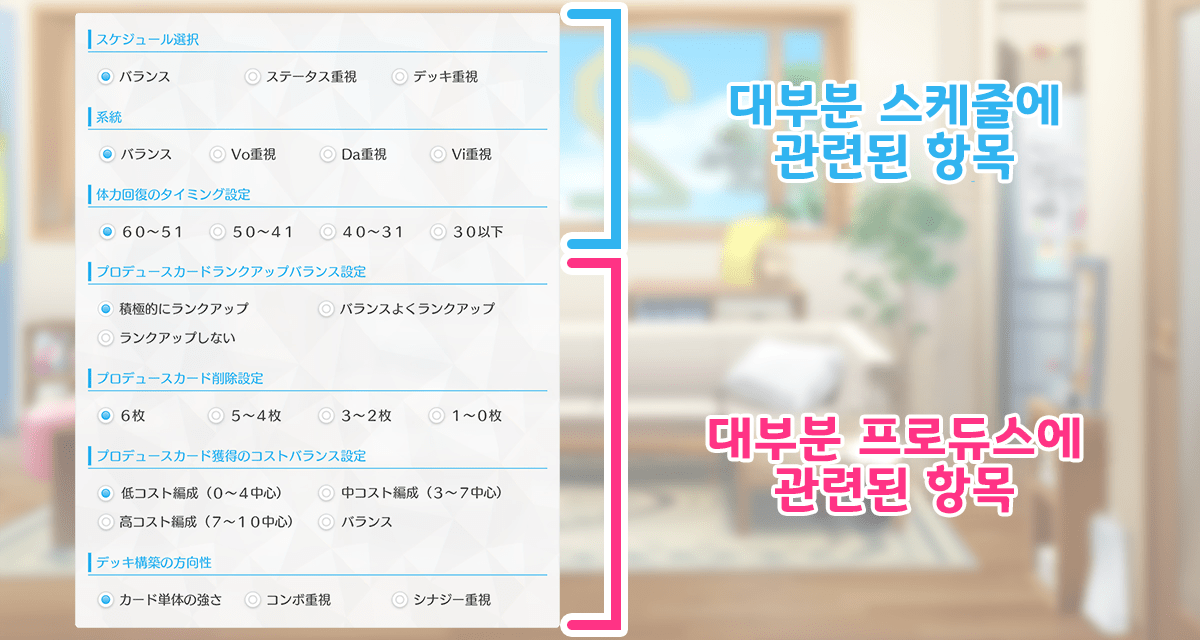 スケジュール選択
バランス ステータス重視 デッキ重視
系統
バランス Vo重視 Da重視 Vi重視
体力回復のタイミング設定
60～51 50～41 40～31 30以下
プロデュースカードランクアップバランス設定
積極的にランクアップ バランスよくランクアップ
ランクアップしない
プロデュースカード削除設定
6枚 5～4枚 3～2枚 1～0枚
プロデュースカード獲得のコストバランス設定
低コスト編成（0～4中心） 中コスト編成（3～7中心）
高コスト編成（7～10中心） バランス
デッキ構築の方向性
カード単体の強さ コンボ重視 シナジー重視
대부분 스케줄에
관련된 항목
대부분 프로듀스에
관련된 항목